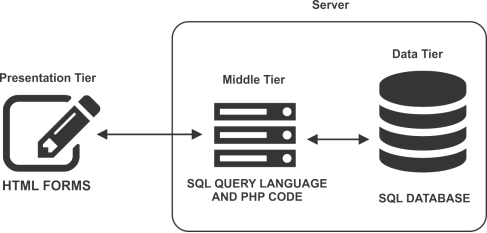 Server
Presentation Tier
Middle Tier
Data Tier
HTML FORMS
SQL QUERY LANGUAGE
AND PHP CODE
SQL DATABASE